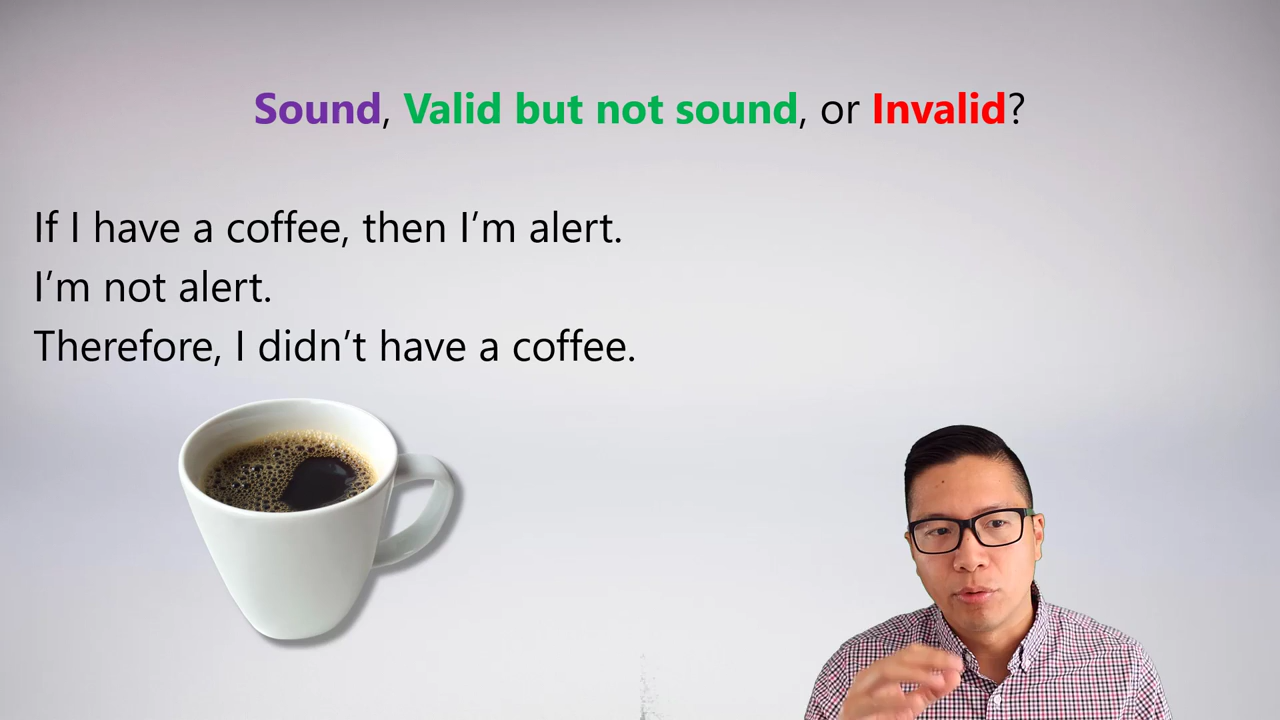 Sound, Valid but not sound, or Invalid?
If I have a coffee, then I’m alert.
I’m not alert.
Therefore, I didn’t have a coffee.